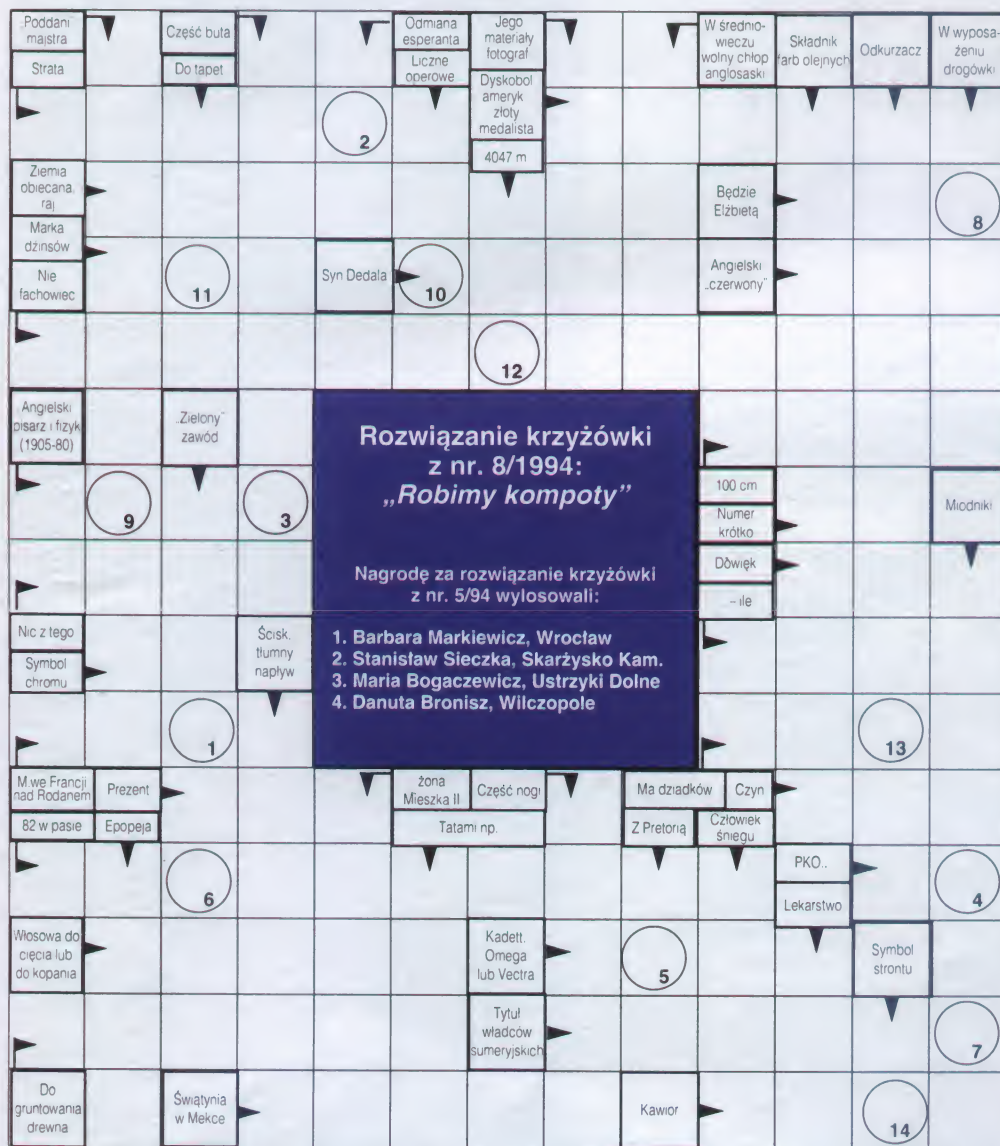 „Poddani”
majstra
Strata
Część buta
Do tapet
Odmiana
esperanta
Liczne
operowe
Jego
materiały
fotograf
Dyskobol
ameryk
złoty
medalista
4047 m
W średnio-
wieczu
wolny chłop
anglosaski
Składnik
farb olejnych
Odkurzacz
W wyposa-
żeniu
drogówki
2
Ziemia
obiecana,
raj
Marka
dżinsów
Nie
fachowiec
Będzie
Elżbietą
8
Angielski
„czerwony”
11
Syn Dedala
10
12
Angielski
pisarz i fizyk
(1905-80)
„Zielony”
zawód
Rozwiązanie krzyżówki
z nr. 8/1994:
„Robimy kompoty”
Nagrodę za rozwiązanie krzyżówki
z nr. 5/94 wylosowali:
1. Barbara Markiewicz, Wrocław
2. Stanisław Sieczka, Skarżysko Kam.
3. Maria Bogaczewicz, Ustrzyki Dolne
4. Danuta Bronisz, Wilczopole
9
3
100 cm
Numer
krótko
Miodniki
Dòwięk
– ile
Nic z tego
Symbol
chromu
Ścisk.
tłumny
napływ
1
13
M.we Francji
nad Rodanem
Prezent
82 w pasie
Epopeja
żona
Mieszka II
Część nogi
Tatami np.
Ma dziadków
Czyn
Z Pretorią
Człowiek
śniegu
6
PKO..
Lekarstwo
4
Włosowa do
cięcia lub
do kopania
Kadett.
Omega
lub Vectra
5
Symbol
strontu
Tytuł
władców
sumeryjskich
7
Do
gruntowania
drewna
Świątynia
w Mekce
Kawior
14